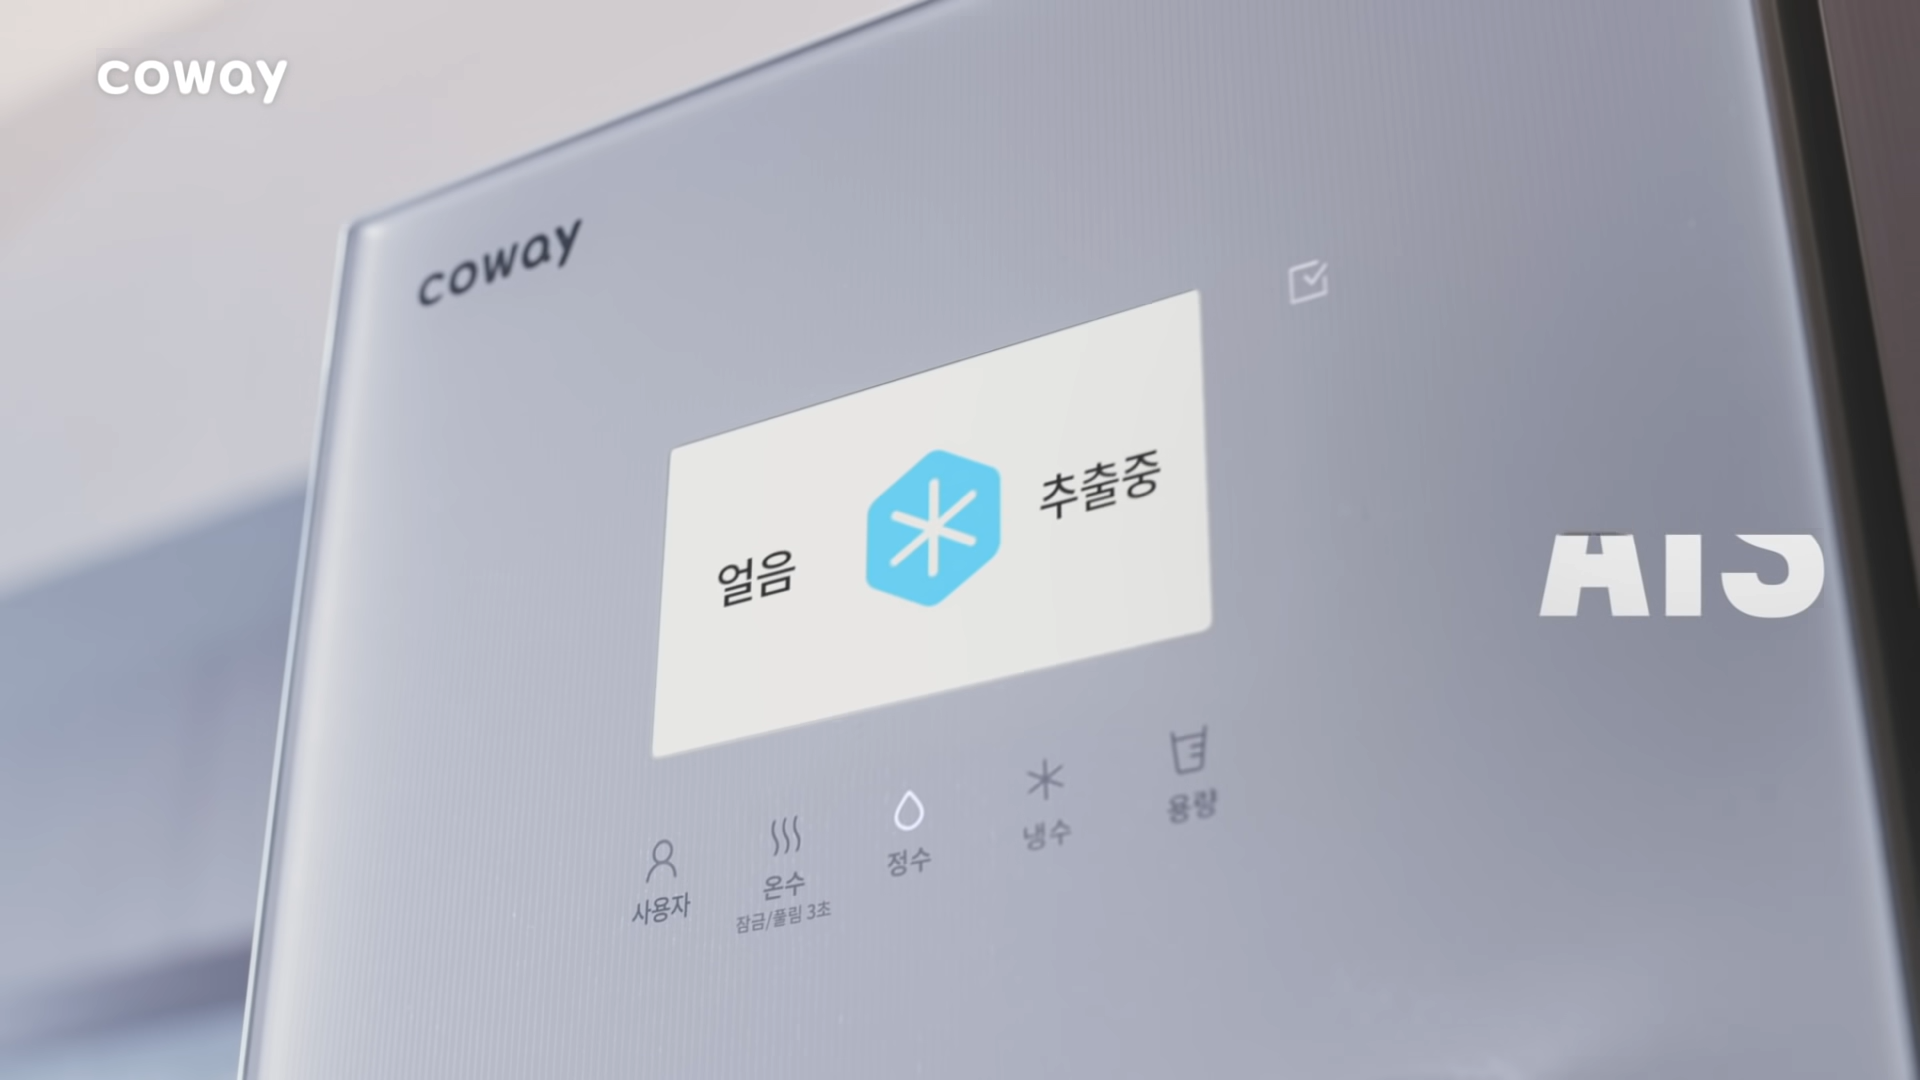 coway
coway
얼음 추출중
사용자
온수
잠금/풀림 3초
정수
냉수
용량